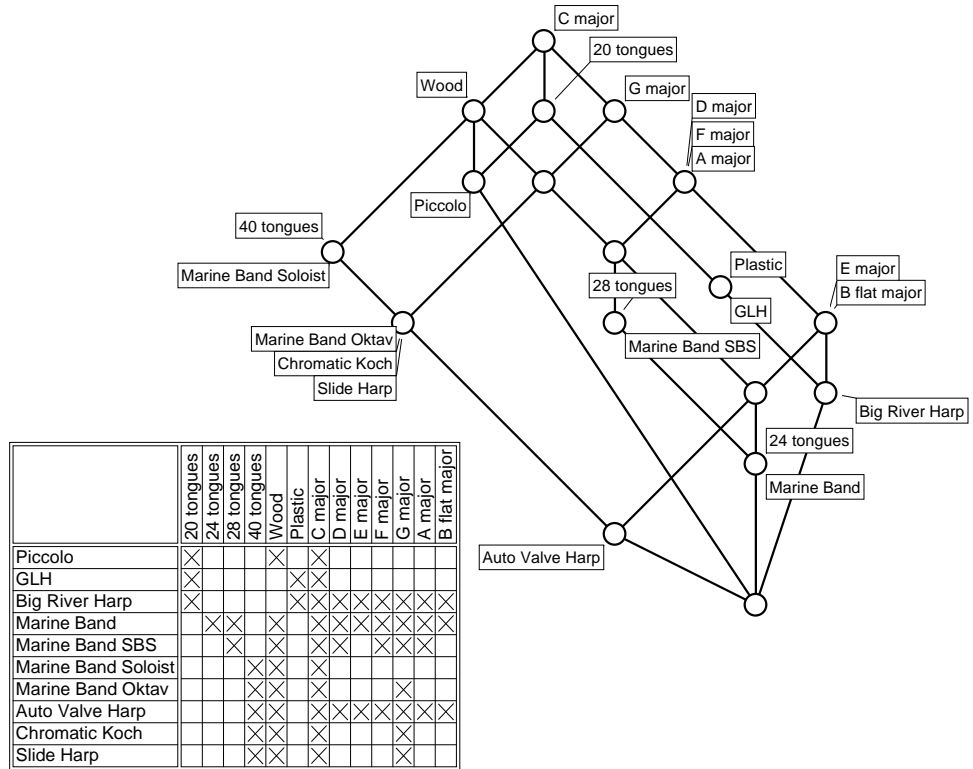 C major
20 tongues
Wood
G major
D major
F major
A major
Piccolo
40 tongues
Marine Band Soloist
Plastic
E major
B flat major
28 tongues
GLH
Marine Band Oktav
Marine Band SBS
Chromatic Koch
Slide Harp
Big River Harp
24 tongues
Marine Band
Auto Valve Harp
20 tongues 24 tongues 28 tongues 40 tongues Wood Plastic C major D major E major F major G major A major B flat major
Piccolo
GLH
Big River Harp
Marine Band
Marine Band SBS
Marine Band Soloist
Marine Band Oktav
Auto Valve Harp
Chromatic Koch
Slide Harp